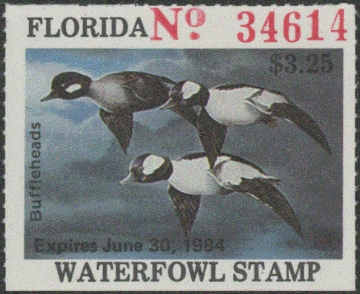 FLORIDA Nº 34614
$3.25
Buffleheads
Expires June 30, 1984
WATERFOWL STAMP